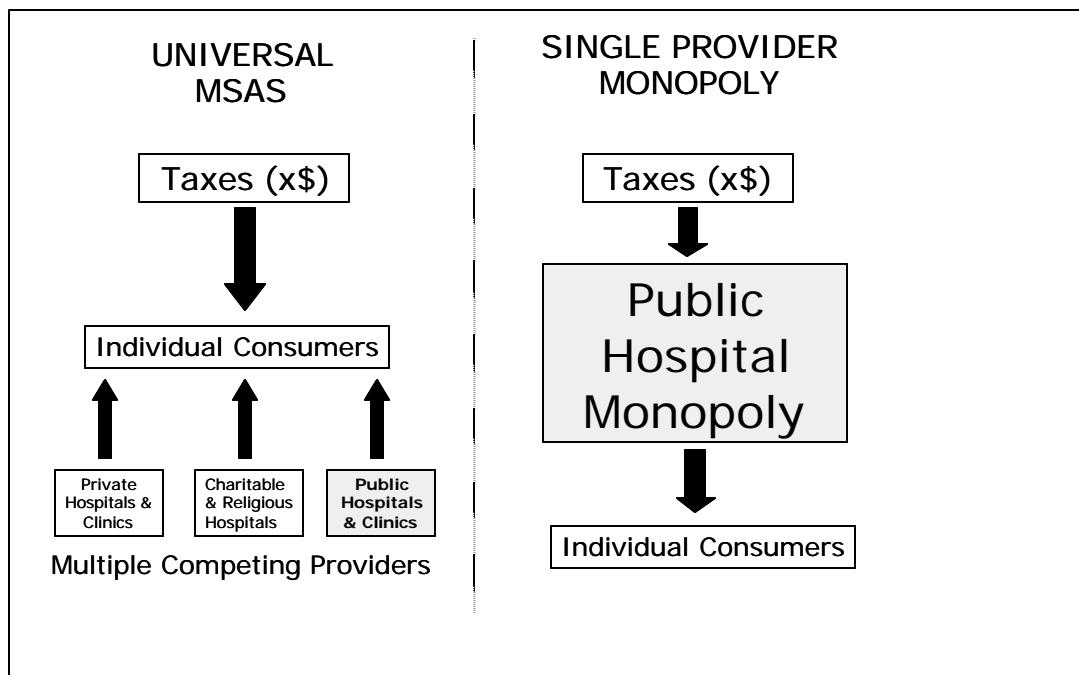 UNIVERSAL
MSAS
Taxes (x$)
Individual Consumers
Private
Hospitals &
Clinics
Charitable
& Religious
Hospitals
Public
Hospitals
& Clinics
Multiple Competing Providers
SINGLE PROVIDER
MONOPOLY
Taxes (x$)
Public
Hospital
Monopoly
Individual Consumers